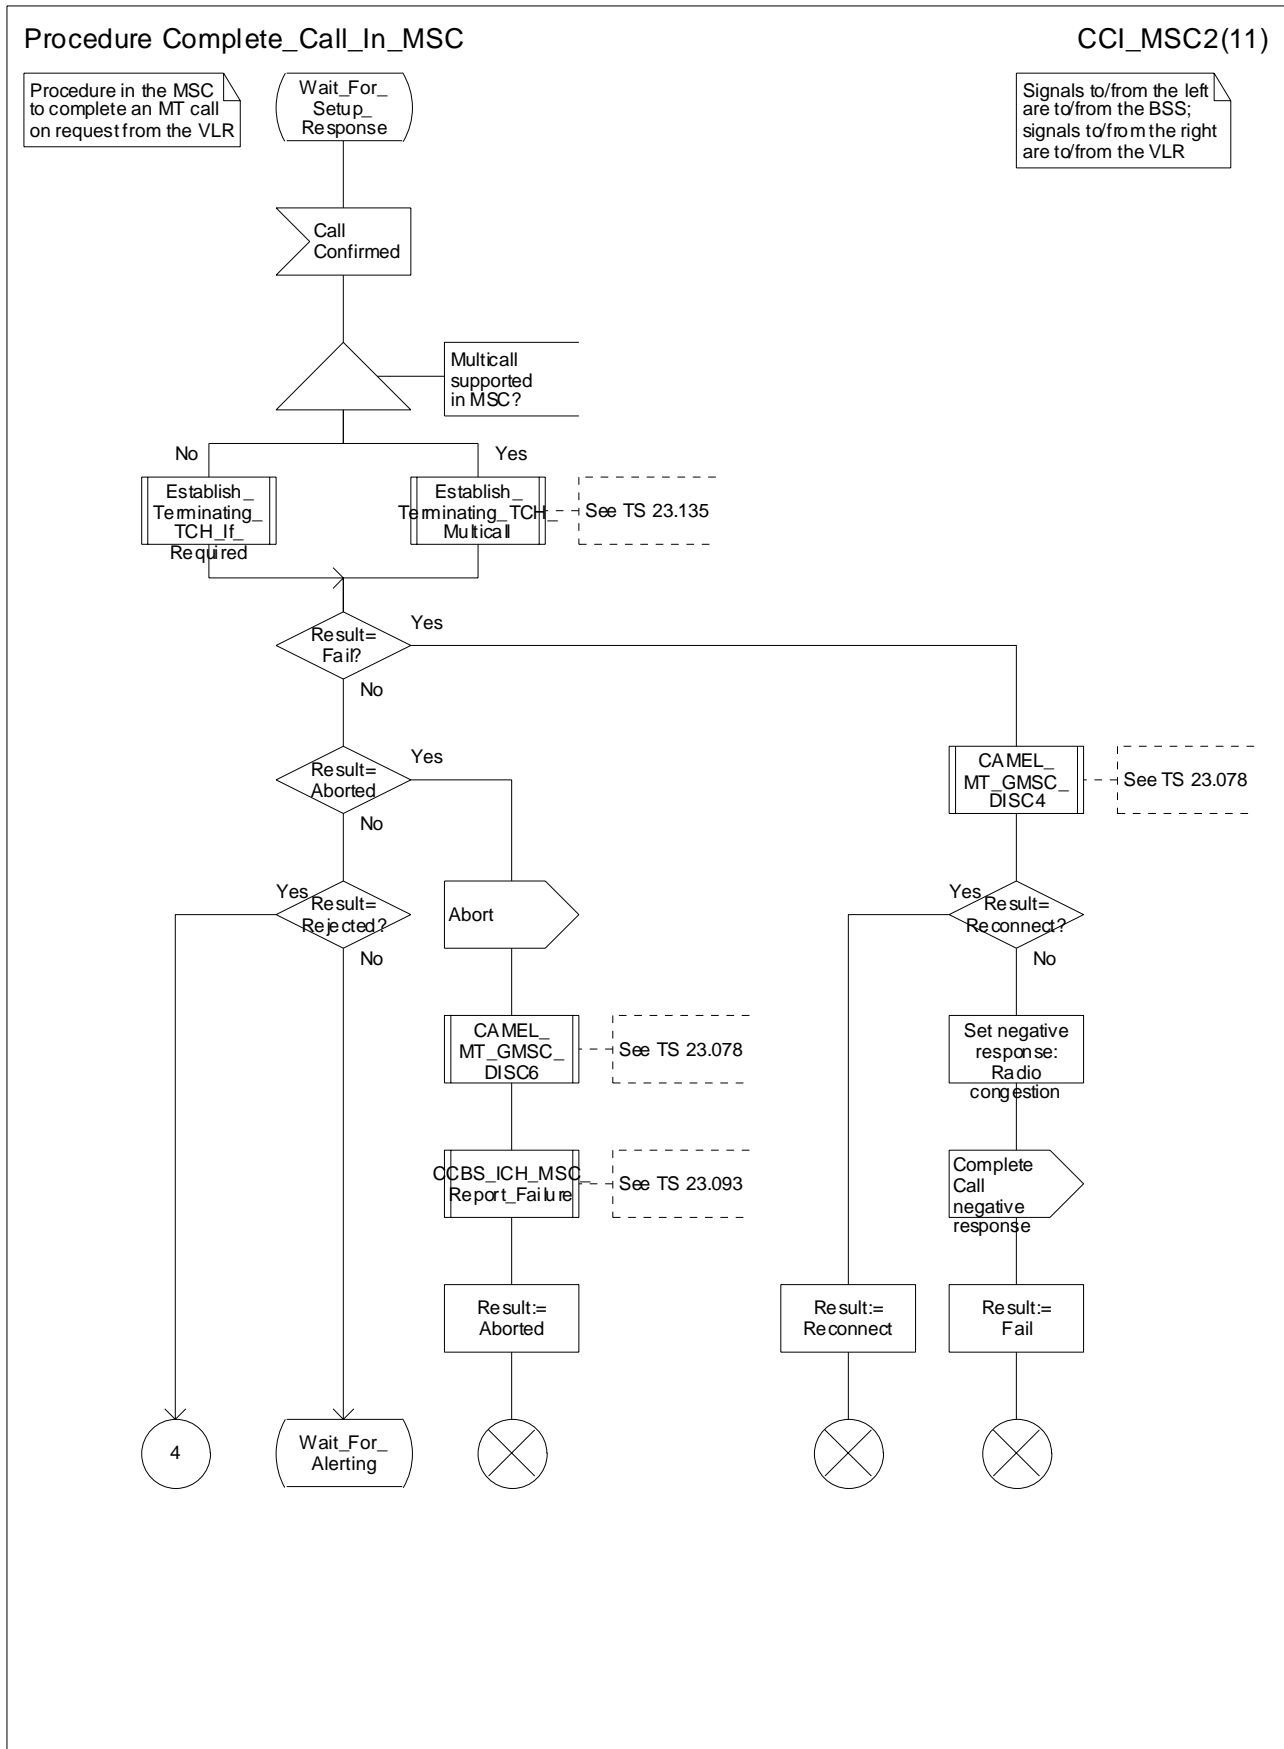 Procedure Complete_Call_In_MSC
CCI_MSC2(11)
Procedure in the MSC
to complete an MT call
on request from the VLR
Wait_For_
Setup_
Response
Signals to/from the left
are to/from the BSS;
signals to/from the right
are to/from the VLR
Call
Confirmed
Multicall
supported
in MSC?
No
Yes
Establish_
Terminating_
TCH_If_
Required
Establish_
Terminating_TCH_
Multicall
See TS 23.135
Result=
Fail?
Yes
No
Result=
Aborted
Yes
No
CAMEL_
MT_GMSC_
DISC4
See TS 23.078
Yes
Result=
Rejected?
No
Abort
Yes
Result=
Reconnect?
No
CAMEL_
MT_GMSC_
DISC6
See TS 23.078
Set negative
response:
Radio
congestion
CCBS_ICH_MSC_
Report_Failure
See TS 23.093
Complete
Call
negative
response
Result:=
Aborted
Result:=
Reconnect
Result:=
Fail
4
Wait_For_
Alerting